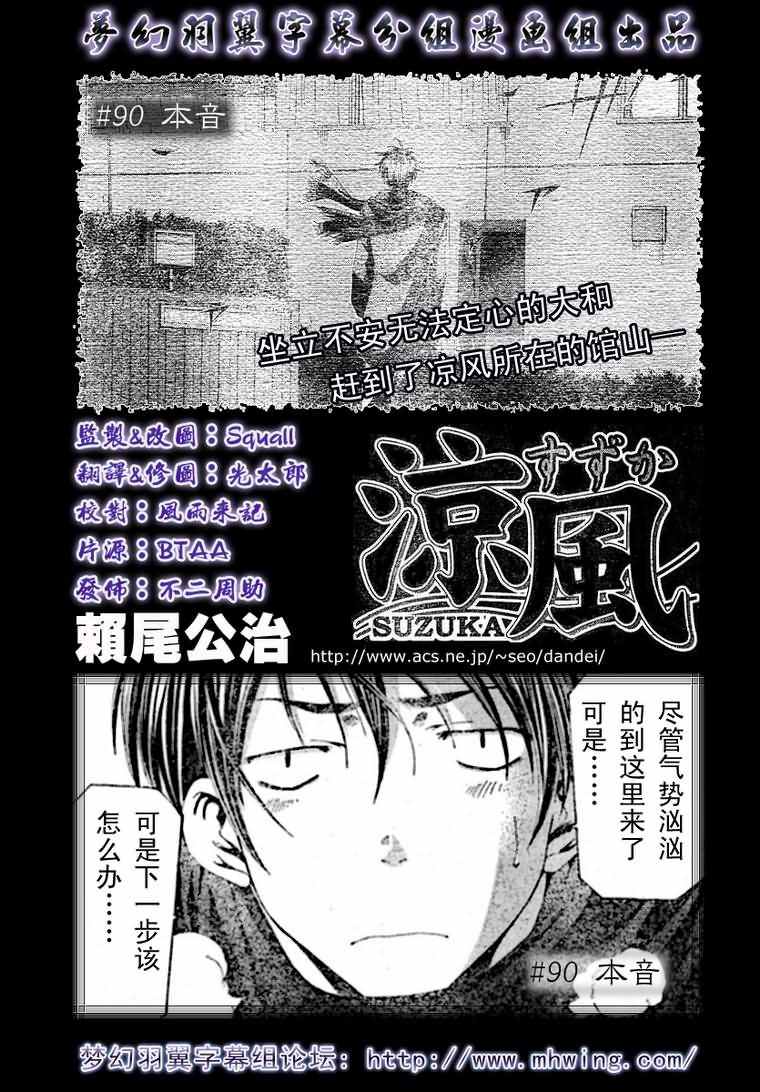 夢幻羽翼字幕分组漫画組出品
#90 本音
坐立不安无法定心的大和
赶到了凉风所在的馆山—
監製&改圖：Squall
翻譯&修圖：光太郎
校對：風雨来記
片源：BTAA
發佈：不二周助
賴尾公治
すずか
涼風
SUZUKA
http://www.acs.ne.jp/~seo/dandei/
尽管气势汹汹
的到这里来了
可是……
可是下一步该
怎么办……
#90 本音
梦幻羽翼字幕组论坛：http://www.mhwing.com/